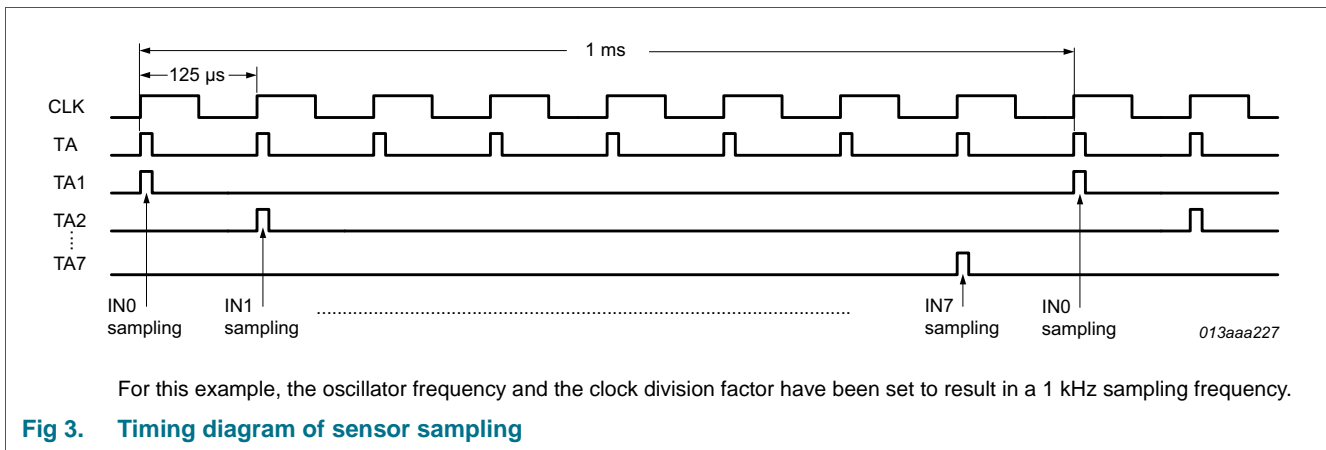 1 ms
125 μs
CLK
TA
TA1
TA2
TA7
IN0
sampling
IN1
sampling
IN7
sampling
IN0
sampling
013aaa227
For this example, the oscillator frequency and the clock division factor have been set to result in a 1 kHz sampling frequency.
Fig 3. Timing diagram of sensor sampling